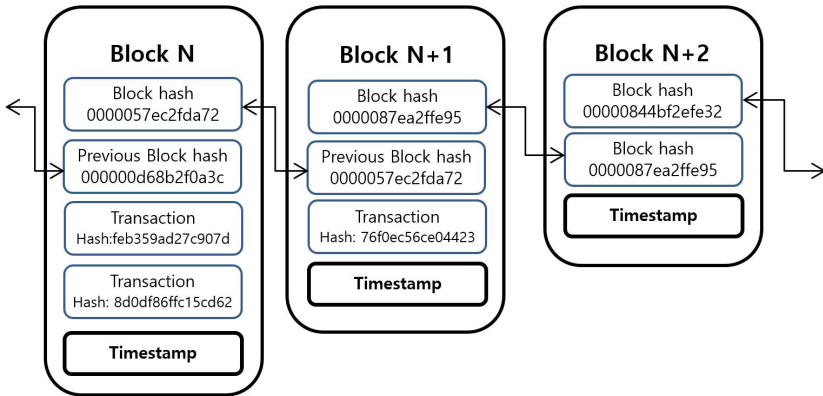 Block N
Block hash
0000057ec2fda72
Previous Block hash
000000d68b2f0a3c
Transaction
Hash:feb359ad27c907d
Transaction
Hash: 8d0df86ffc15cd62
Timestamp
Block N+1
Block hash
0000087ea2ffe95
Previous Block hash
0000057ec2fda72
Transaction
Hash: 76f0ec56ce04423
Timestamp
Block N+2
Block hash
00000844bf2efe32
Block hash
0000087ea2ffe95
Timestamp